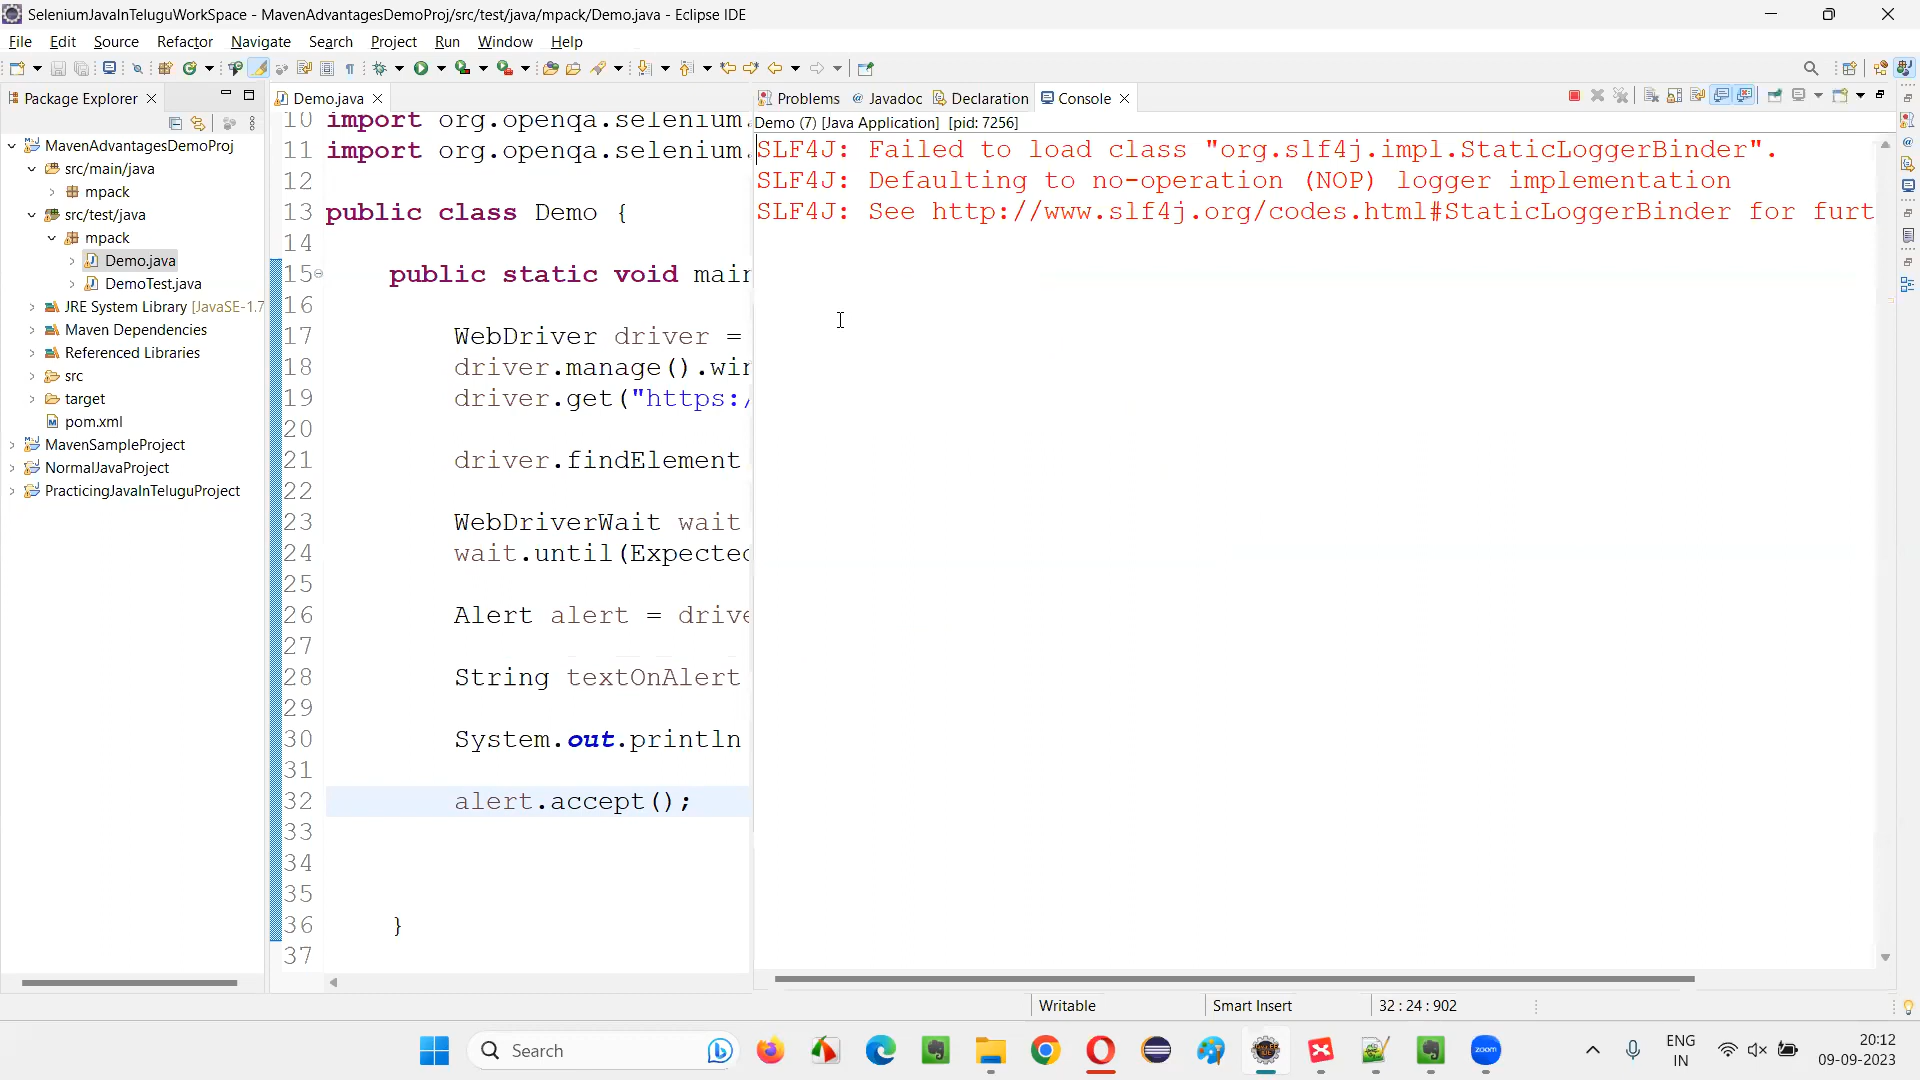 SeleniumJavaInTeluguWorkSpace - MavenAdvantagesDemoProj/src/test/java/mpack/Demo.java - Eclipse IDE
File Edit Source Refactor Navigate Search Project Run Window Help
Package Explorer
MavenAdvantagesDemoProj
src/main/java
mpack
src/test/java
mpack
Demo.java
DemoTest.java
JRE System Library [JavaSE-1.7
Maven Dependencies
Referenced Libraries
src
target
pom.xml
MavenSampleProject
NormalJavaProject
PracticingJavaInTeluguProject
Demo.java
10 import org.openqa.selenium.
11 import org.openqa.selenium.
12
13 public class Demo {
14
15 public static void main
16
17 WebDriver driver =
18 driver.manage().win
19 driver.get("https:/
20
21 driver.findElement
22
23 WebDriverWait wait
24 wait.until(Expected
25
26 Alert alert = drive
27
28 String textOnAlert
29
30 System.out.println
31
32 alert.accept();
33
34
35
36 }
37
Problems @ Javadoc Declaration Console
Demo (7) [Java Application] [pid: 7256]
SLF4J: Failed to load class "org.slf4j.impl.StaticLoggerBinder".
SLF4J: Defaulting to no-operation (NOP) logger implementation
SLF4J: See http://www.slf4j.org/codes.html#StaticLoggerBinder for furt
Writable Smart Insert 32 : 24 : 902
Search
zoom
ENG
IN
20:12
09-09-2023